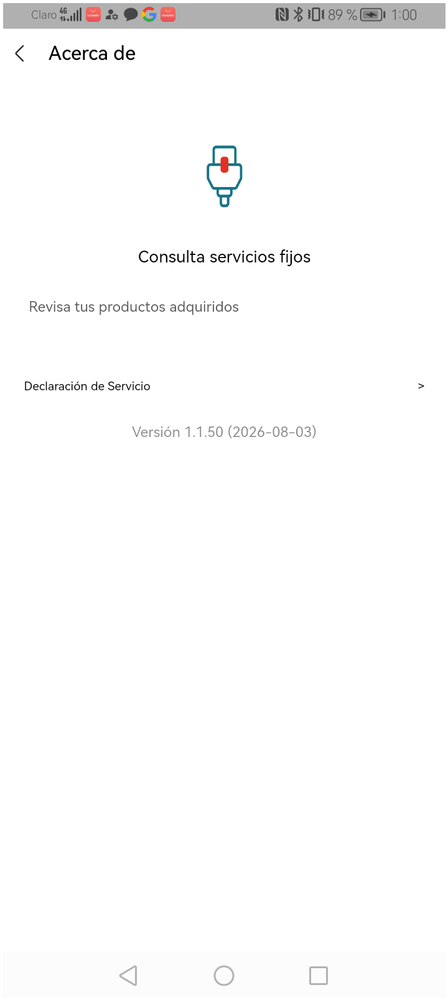 Claro 4G 89 % 1:00
Acerca de
Consulta servicios fijos
Revisa tus productos adquiridos
Declaración de Servicio >
Versión 1.1.50 (2026-08-03)